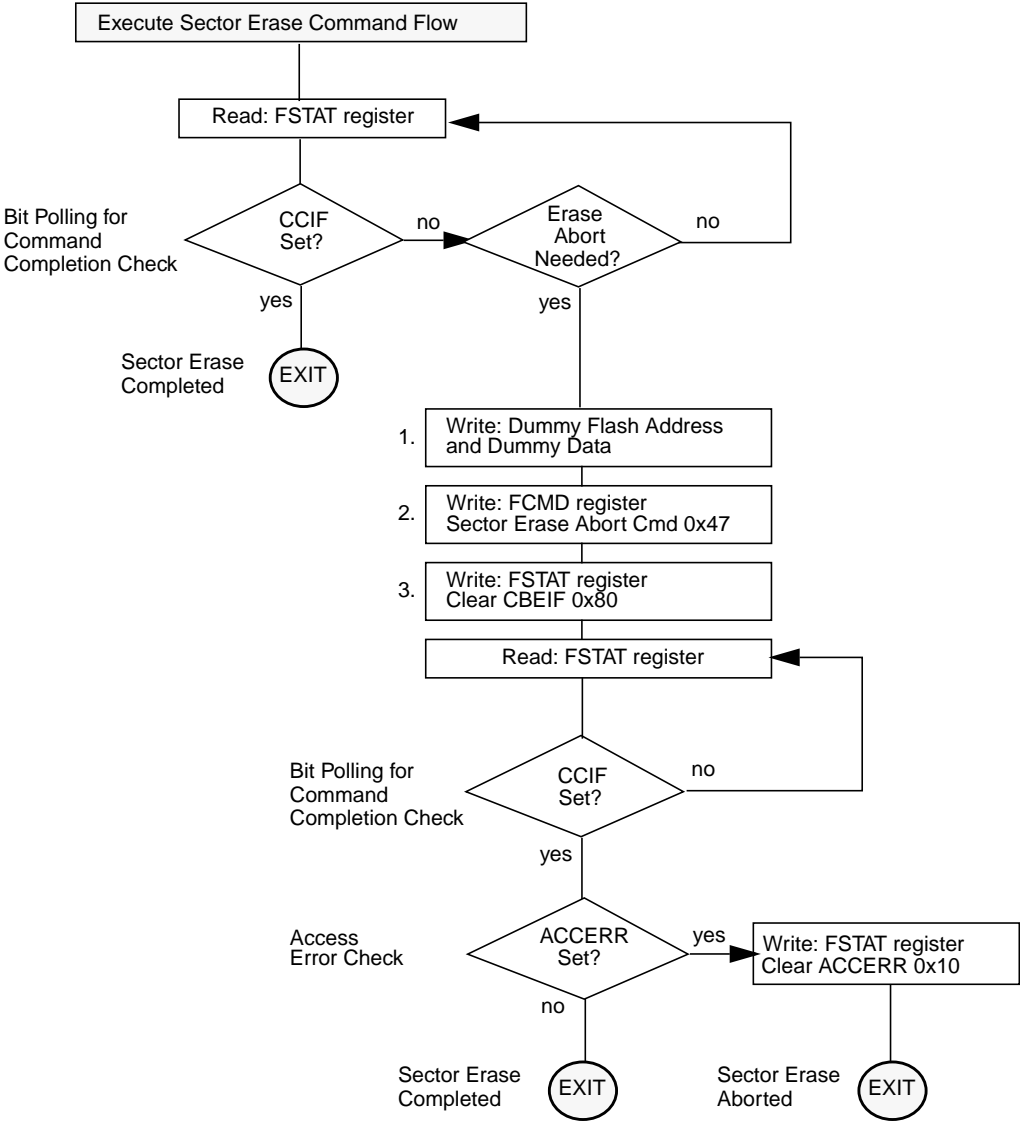 Execute Sector Erase Command Flow
Read: FSTAT register
Bit Polling for
Command
Completion Check
CCIF
Set?
no
Erase
Abort
Needed?
no
yes
yes
Sector Erase
Completed
EXIT
1.
Write: Dummy Flash Address
and Dummy Data
2.
Write: FCMD register
Sector Erase Abort Cmd 0x47
3.
Write: FSTAT register
Clear CBEIF 0x80
Read: FSTAT register
Bit Polling for
Command
Completion Check
CCIF
Set?
no
yes
Access
Error Check
ACCERR
Set?
yes
Write: FSTAT register
Clear ACCERR 0x10
no
Sector Erase
Completed
EXIT
Sector Erase
Aborted
EXIT